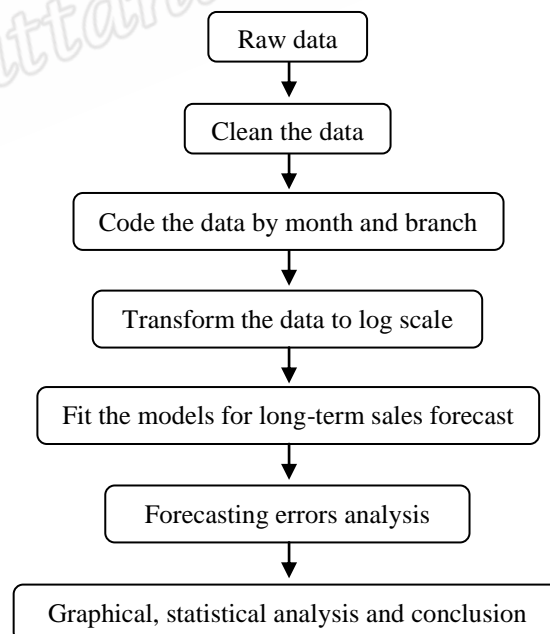 Raw data
Clean the data
Code the data by month and branch
Transform the data to log scale
Fit the models for long-term sales forecast
Forecasting errors analysis
Graphical, statistical analysis and conclusion